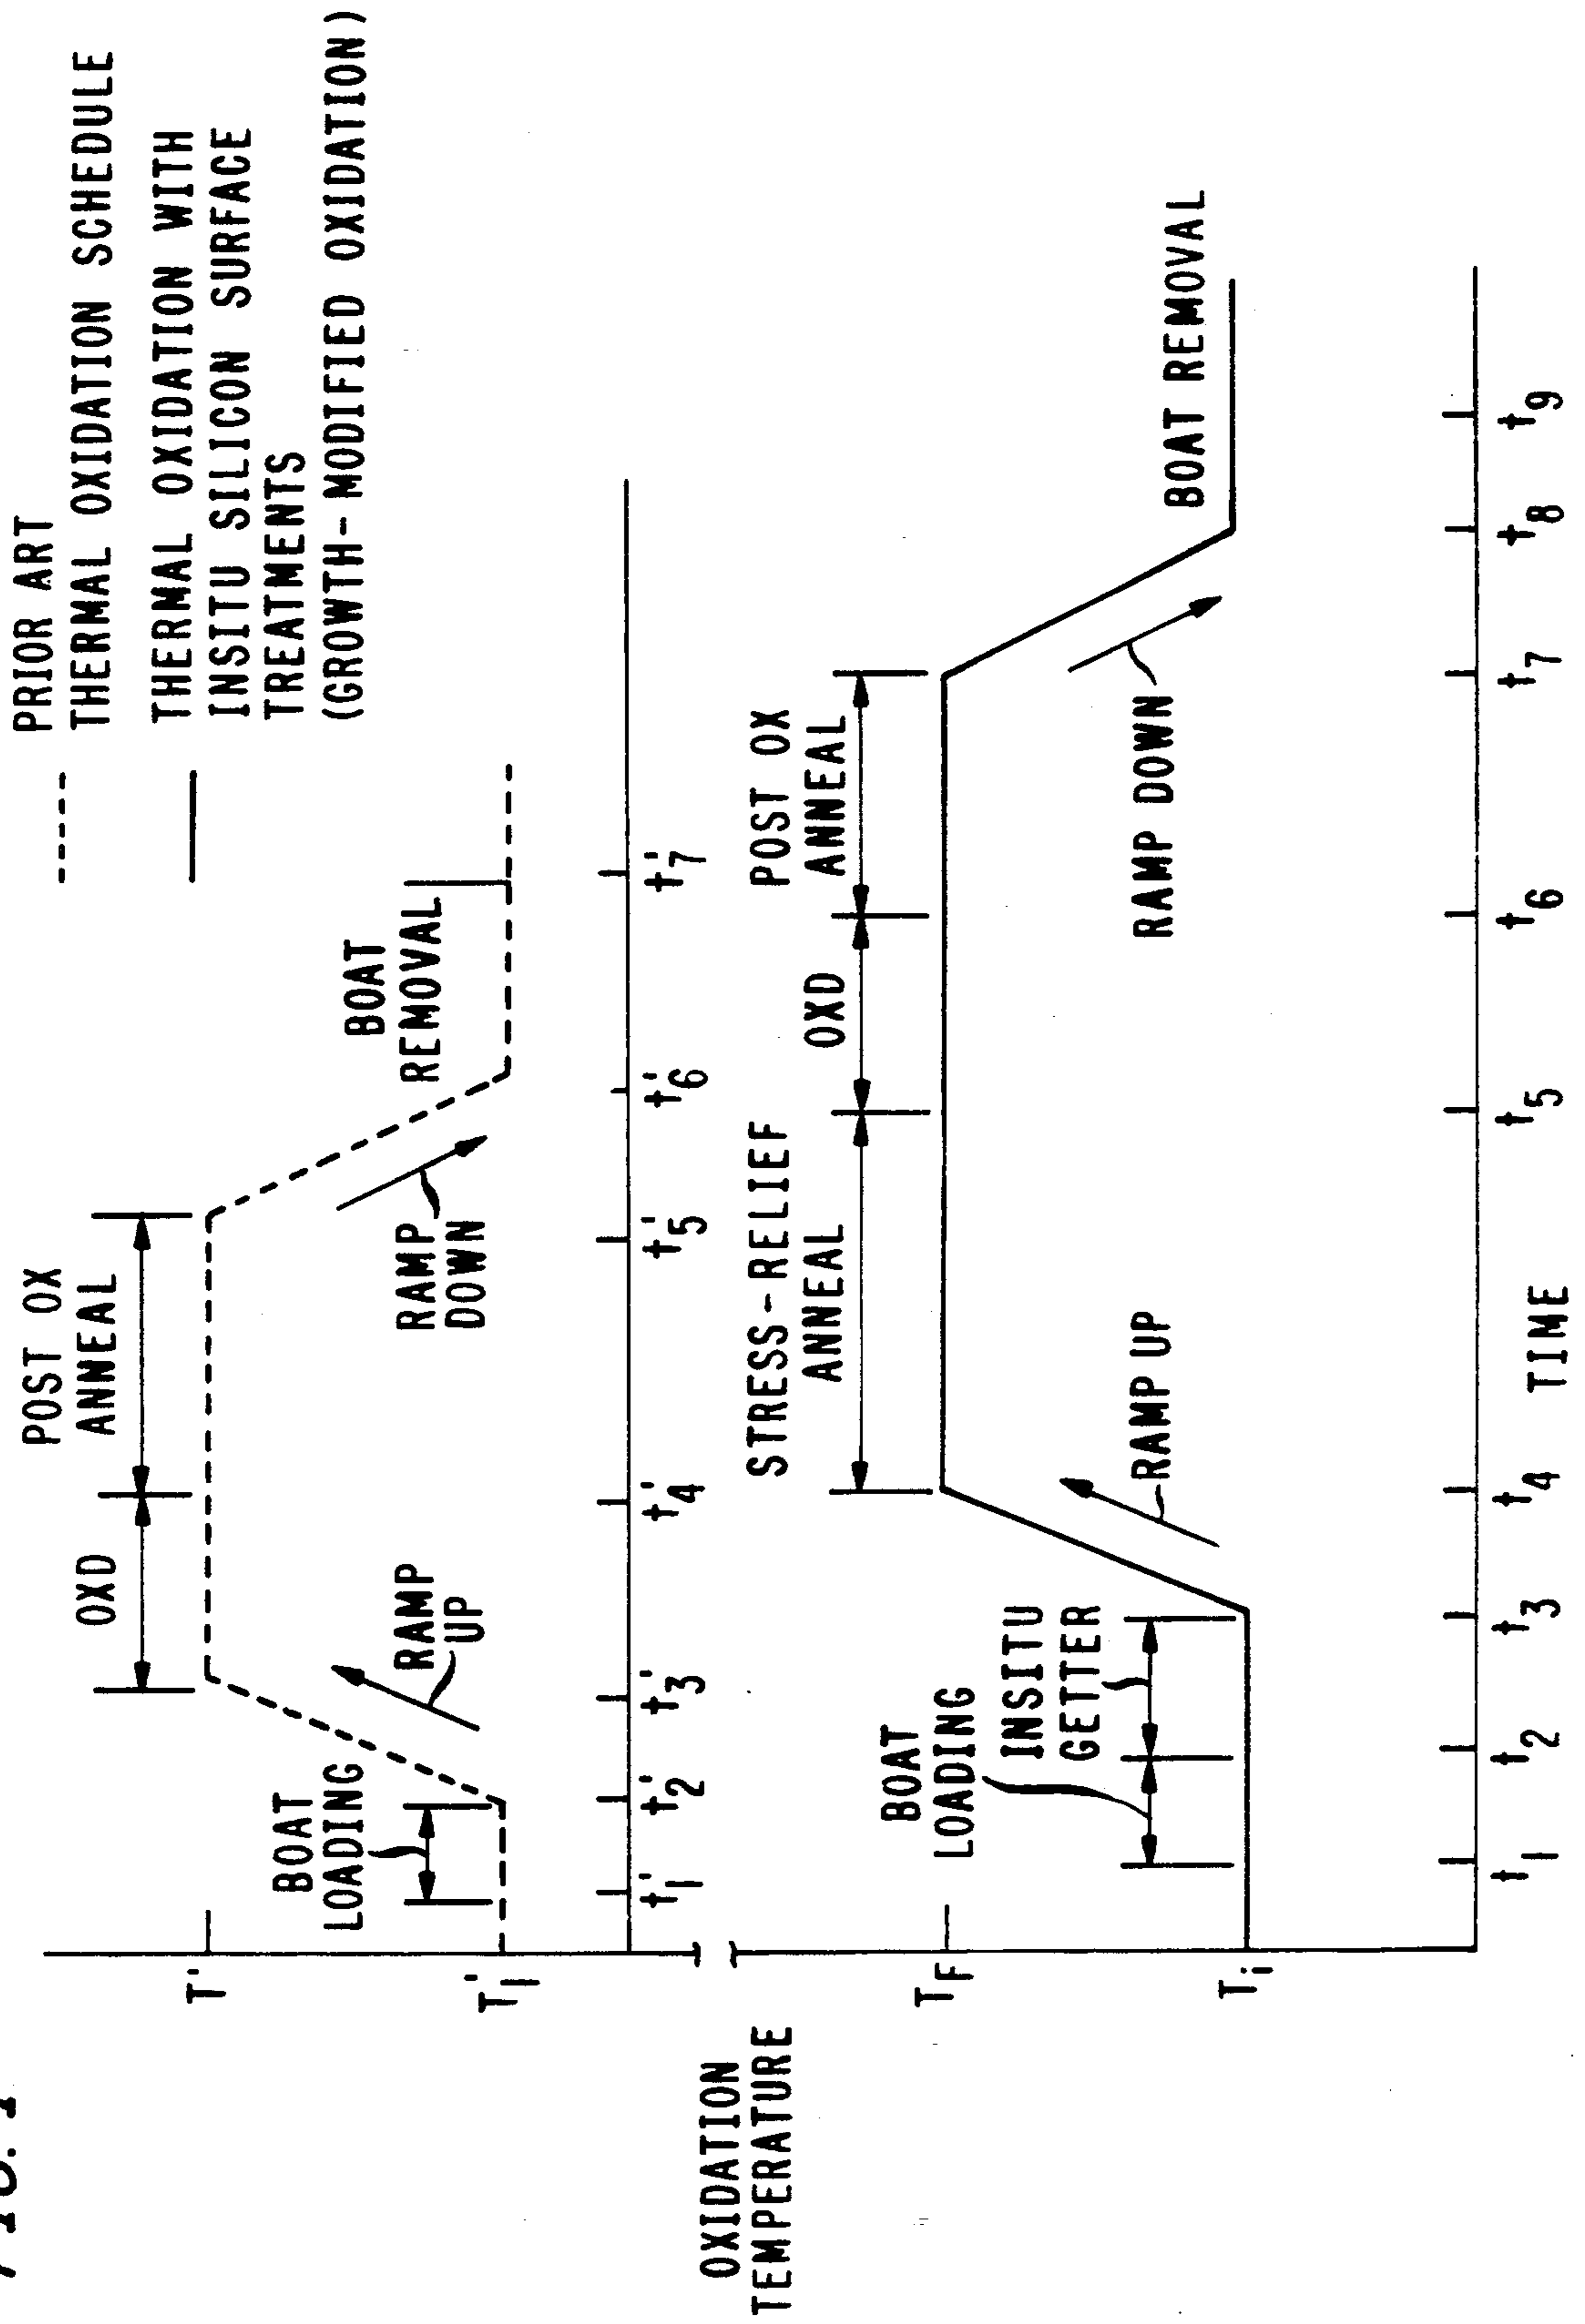 PRIOR ART
THERMAL OXIDATION SCHEDULE
THERMAL OXIDATION WITH
INSITU SILICON SURFACE
TREATMENTS
(GROWTH-MODIFIED OXIDATION)
POST OX
ANNEAL
OXD
T'
BOAT
LOADING
RAMP
UP
RAMP
DOWN
BOAT
REMOVAL
T'1
t'1
t'2
t'3
t'4
t'5
t'6
t'7
OXIDATION
TEMPERATURE
STRESS-RELIEF
ANNEAL
OXD
POST OX
ANNEAL
TF
BOAT
LOADING
INSITU
GETTER
RAMP UP
RAMP DOWN
BOAT REMOVAL
Ti
t1
t2
t3
t4
t5
t6
t7
t8
t9
TIME